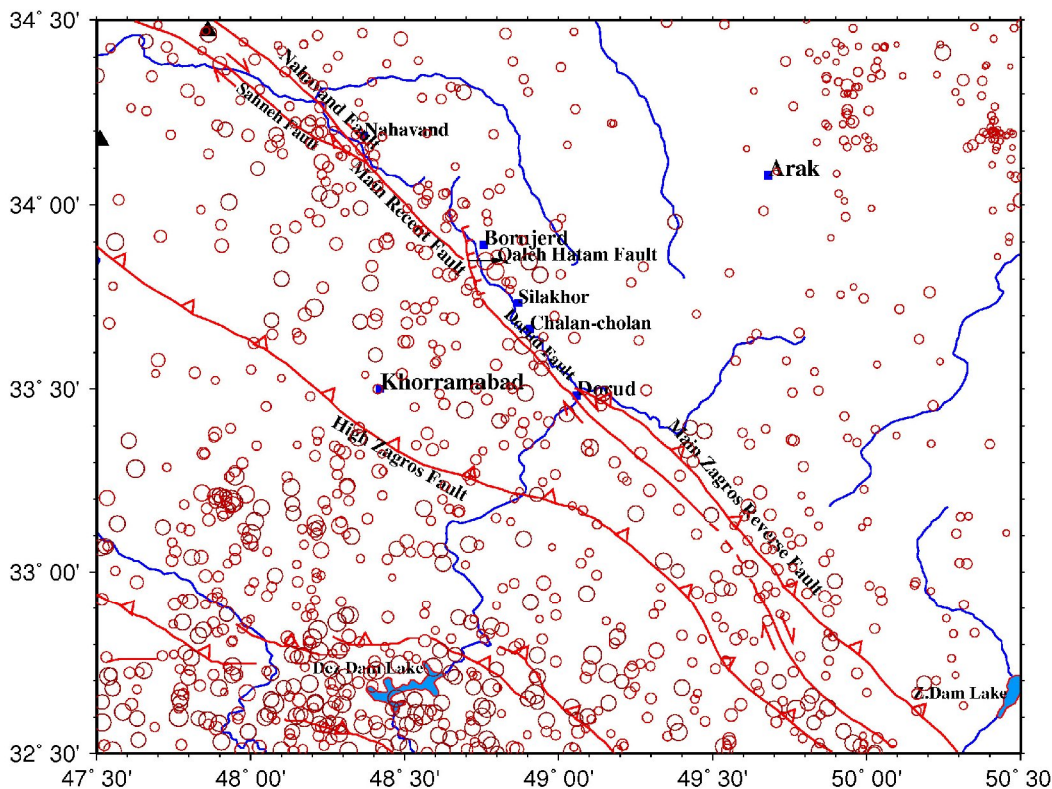 34° 30'
Nahavand Fault
Sahneh Fault
Nahavand
Arak
Main Recent Fault
34° 00'
Borujerd
Qaleh Hatam Fault
Silakhor
Chalan-cholan
Dorud Fault
33° 30'
Khorramabad
Dorud
High Zagros Fault
Main Zagros Reverse Fault
33° 00'
Dez Dam Lake
Z.Dam Lake
32° 30'
47° 30' 48° 00' 48° 30' 49° 00' 49° 30' 50° 00' 50° 30'